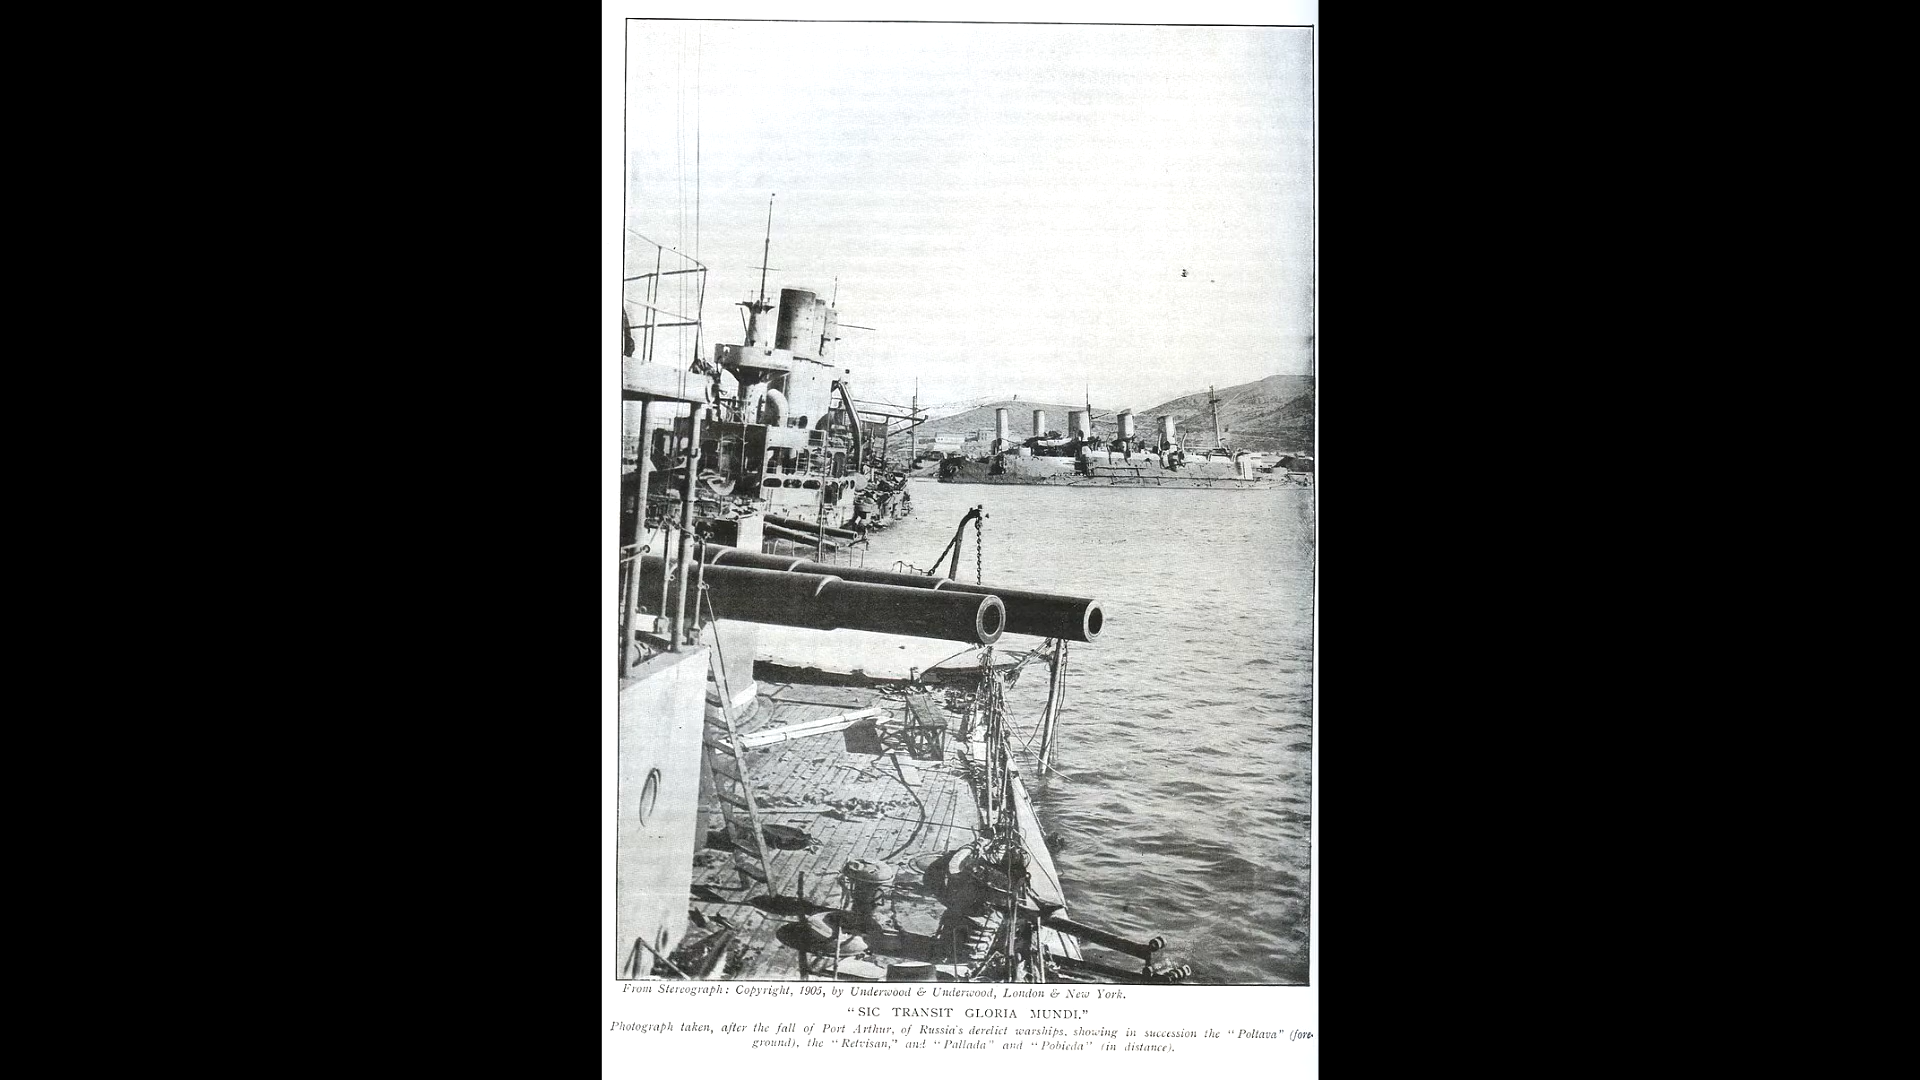 From Stereograph: Copyright, 1905, by Underwood & Underwood, London & New York.
"SIC TRANSIT GLORIA MUNDI."
Photograph taken, after the fall of Port Arthur, of Russia's derelict warships, showing in succession the "Poltava" (fore-
ground), the "Retvisan," and "Pallada" and "Pobieda" (in distance).